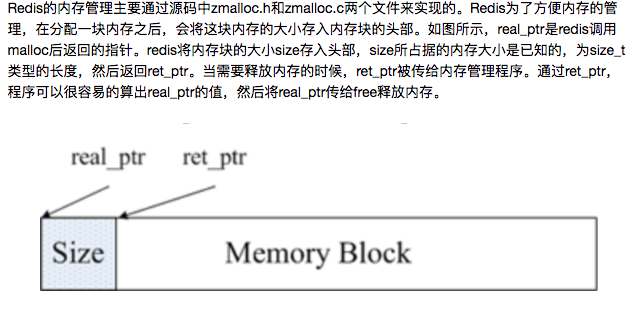 Redis的内存管理主要通过源码中zmalloc.h和zmalloc.c两个文件来实现的。Redis为了方便内存的管
理，在分配一块内存之后，会将这块内存的大小存入内存块的头部。如图所示，real_ptr是redis调用
malloc后返回的指针。redis将内存块的大小size存入头部，size所占据的内存大小是已知的，为size_t
类型的长度，然后返回ret_ptr。当需要释放内存的时候，ret_ptr被传给内存管理程序。通过ret_ptr，
程序可以很容易的算出real_ptr的值，然后将real_ptr传给free释放内存。
real_ptr ret_ptr
Size Memory Block